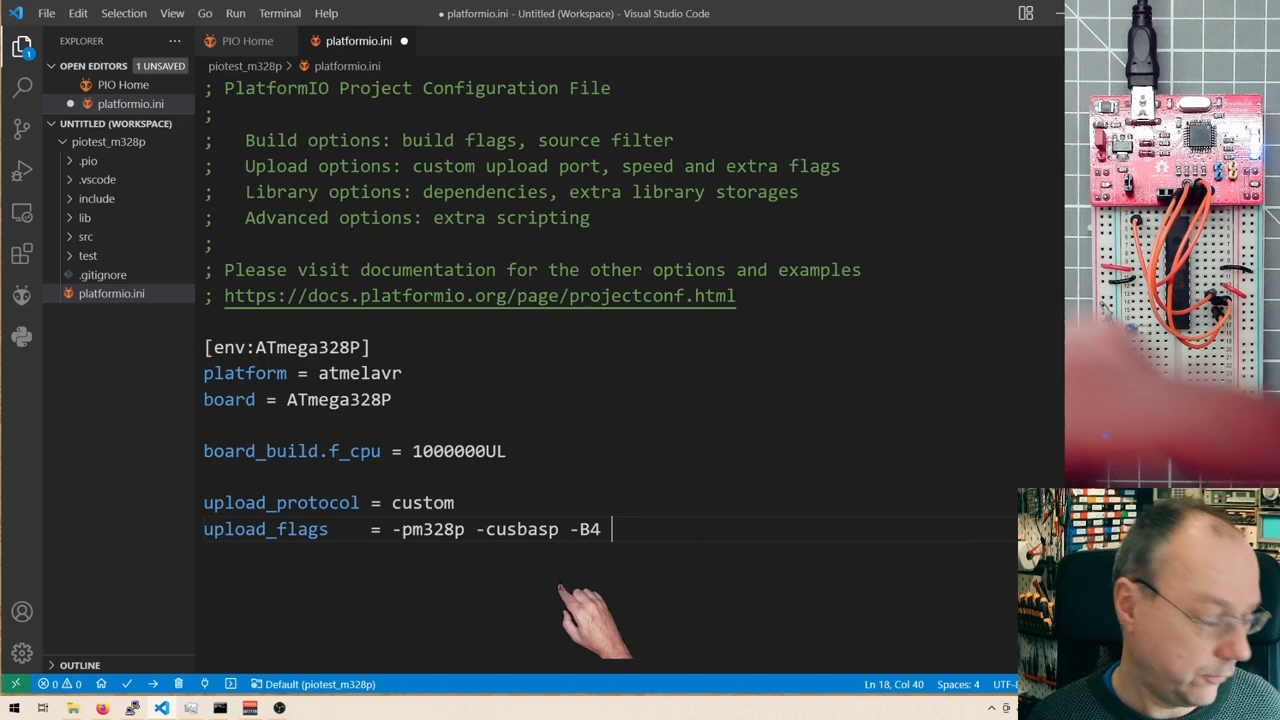 File Edit Selection View Go Run Terminal Help
● platformio.ini - Untitled (Workspace) - Visual Studio Code
EXPLORER
PIO Home
platformio.ini
OPEN EDITORS 1 UNSAVED
PIO Home
platformio.ini
UNTITLED (WORKSPACE)
piotest_m328p
.pio
.vscode
include
lib
src
test
.gitignore
platformio.ini
OUTLINE
1
piotest_m328p > platformio.ini
; PlatformIO Project Configuration File
;
;   Build options: build flags, source filter
;   Upload options: custom upload port, speed and extra flags
;   Library options: dependencies, extra library storages
;   Advanced options: extra scripting
;
; Please visit documentation for the other options and examples
; https://docs.platformio.org/page/projectconf.html
[env:ATmega328P]
platform = atmelavr
board = ATmega328P
board_build.f_cpu = 1000000UL
upload_protocol = custom
upload_flags    = -pm328p -cusbasp -B4
0 0 Default (piotest_m328p) Ln 18, Col 40 Spaces: 4 UTF-8